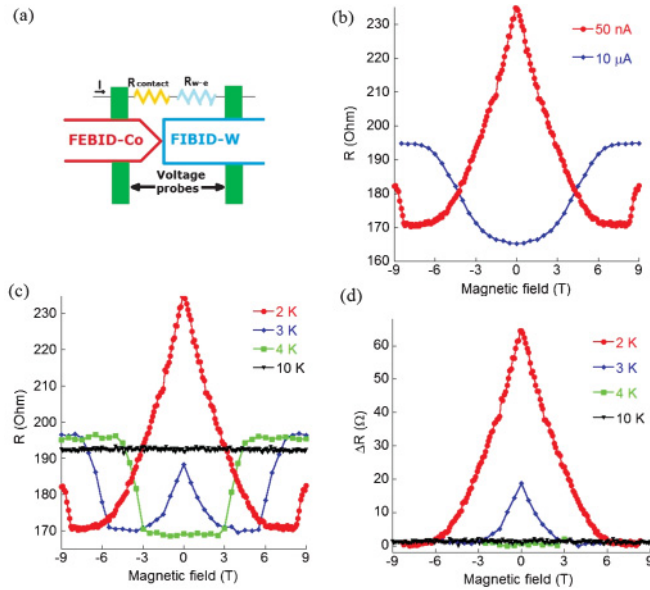 (a)
I
R contact
R w-e
FEBID-Co
FIBID-W
Voltage
probes
(b)
50 nA
10 µA
R (Ohm)
230
220
210
200
190
180
170
160
-9 -6 -3 0 3 6 9
Magnetic field (T)
(c)
2 K
3 K
4 K
10 K
R (Ohm)
230
220
210
200
190
180
170
-9 -6 -3 0 3 6 9
Magnetic field (T)
(d)
2 K
3 K
4 K
10 K
ΔR (Ω)
60
50
40
30
20
10
0
-9 -6 -3 0 3 6 9
Magnetic field (T)